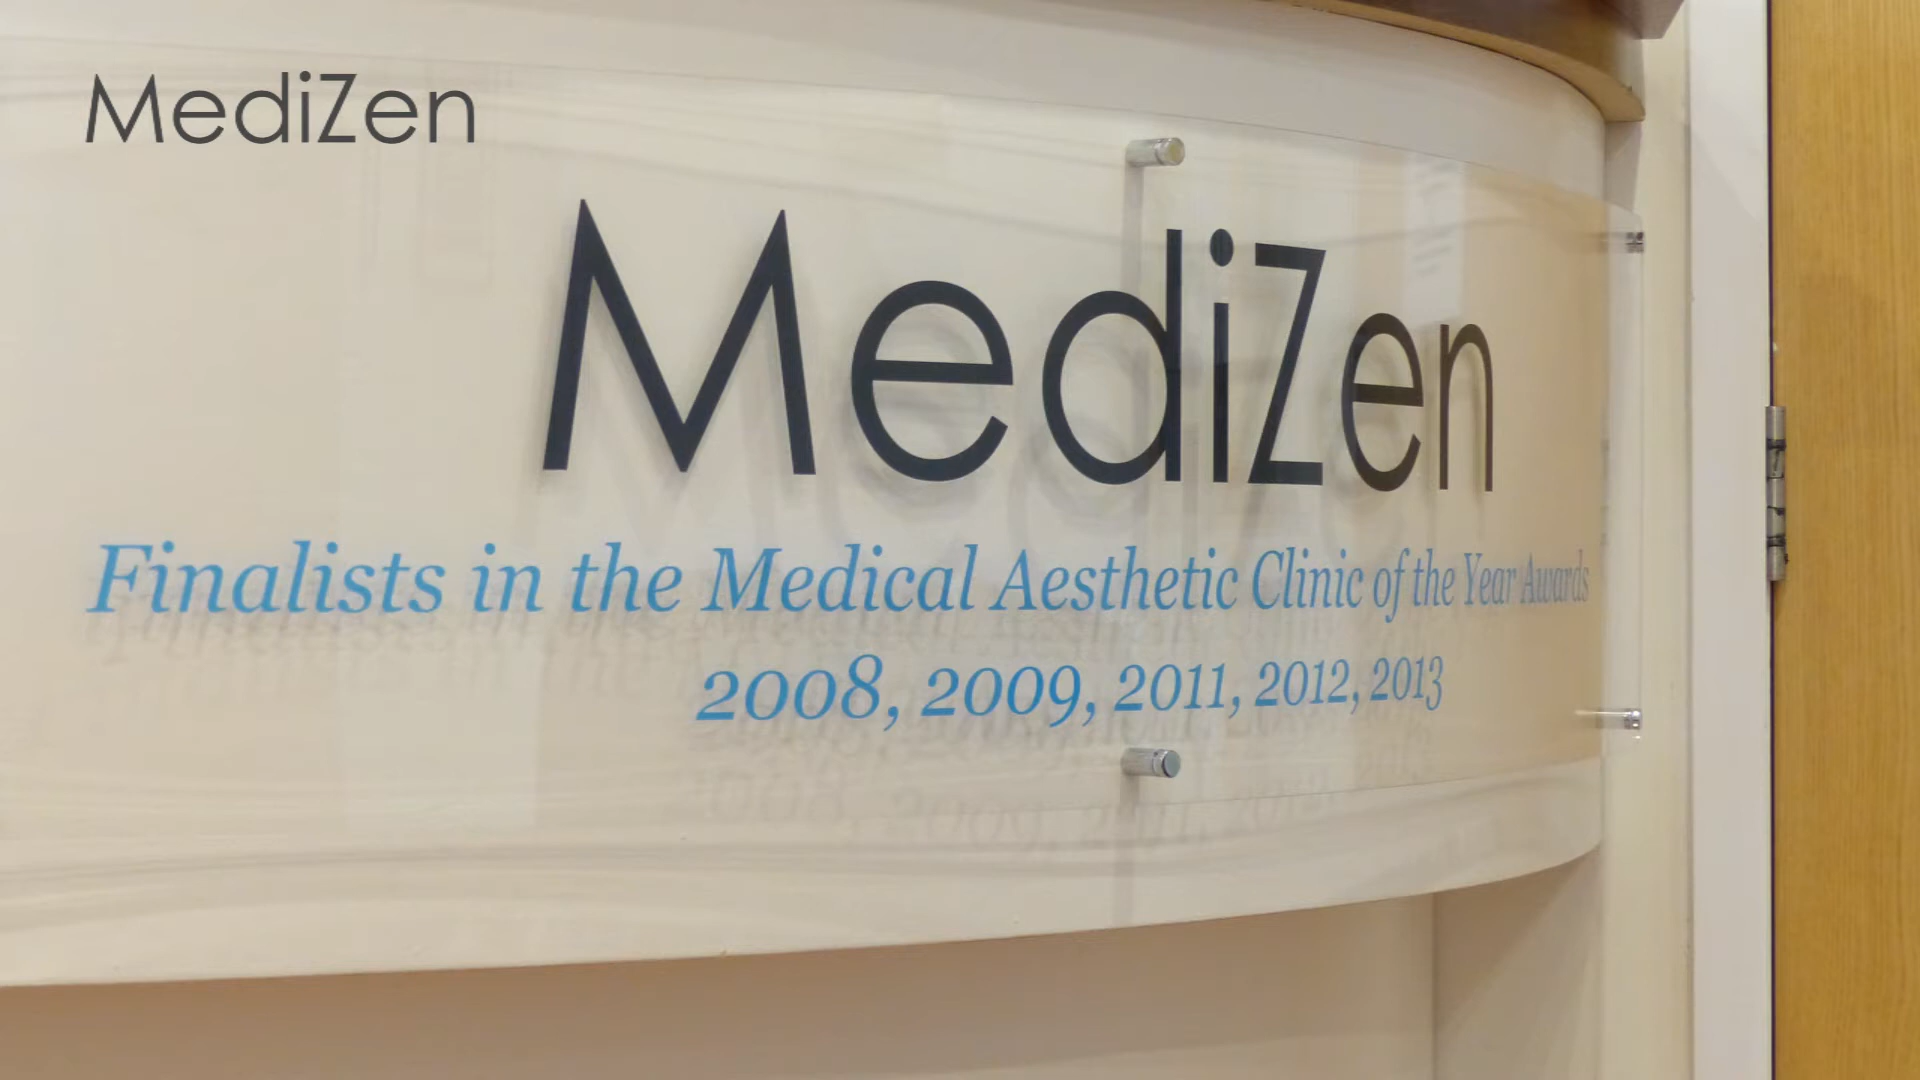 MediZen
MediZen
Finalists in the Medical Aesthetic Clinic of the Year Awards
2008, 2009, 2011, 2012, 2013